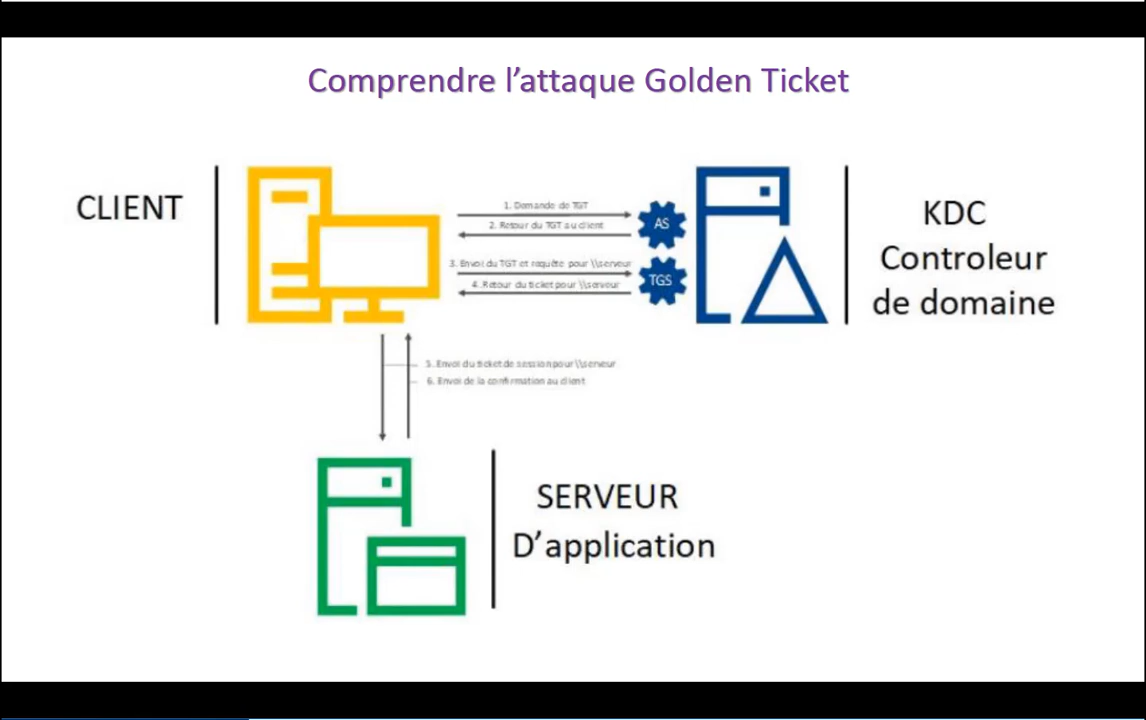 Comprendre l'attaque Golden Ticket
CLIENT
1. Demande de TGT
2. Retour du TGT au client
AS
3. Envoi du TGT et requête pour \\serveur
4. Retour du ticket pour \\serveur
TGS
KDC
Controleur
de domaine
5. Envoi du ticket de session pour \\serveur
6. Envoi de la confirmation au client
SERVEUR
D'application